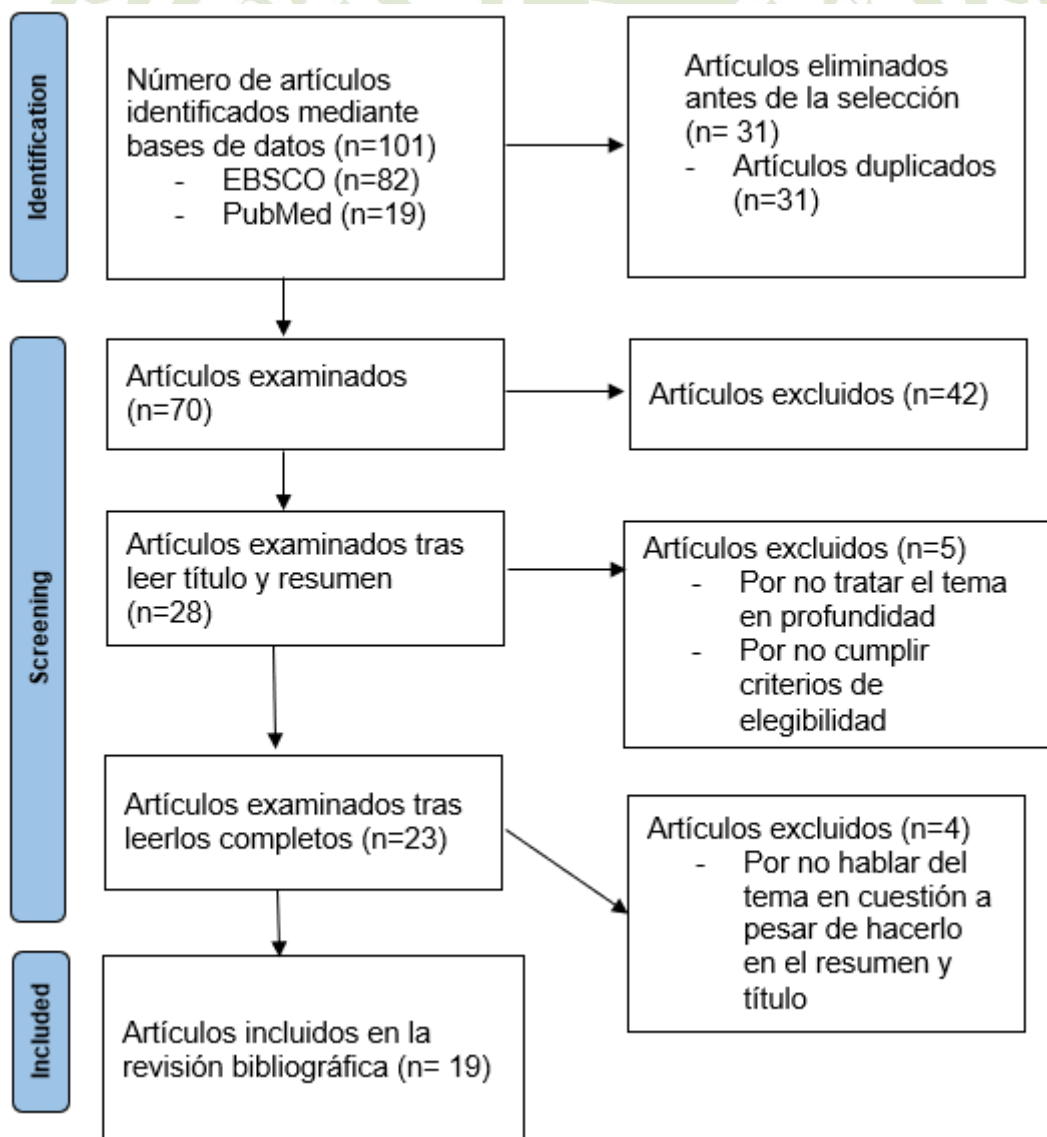 Identification
Número de artículos
identificados mediante
bases de datos (n=101)
- EBSCO (n=82)
- PubMed (n=19)
Artículos eliminados
antes de la selección
(n= 31)
- Artículos duplicados
(n=31)
Screening
Artículos examinados
(n=70)
Artículos excluidos (n=42)
Artículos examinados tras
leer título y resumen
(n=28)
Artículos excluidos (n=5)
- Por no tratar el tema
en profundidad
- Por no cumplir
criterios de
elegibilidad
Artículos examinados tras
leerlos completos (n=23)
Artículos excluidos (n=4)
- Por no hablar del
tema en cuestión a
pesar de hacerlo
en el resumen y
título
Included
Artículos incluidos en la
revisión bibliográfica (n= 19)